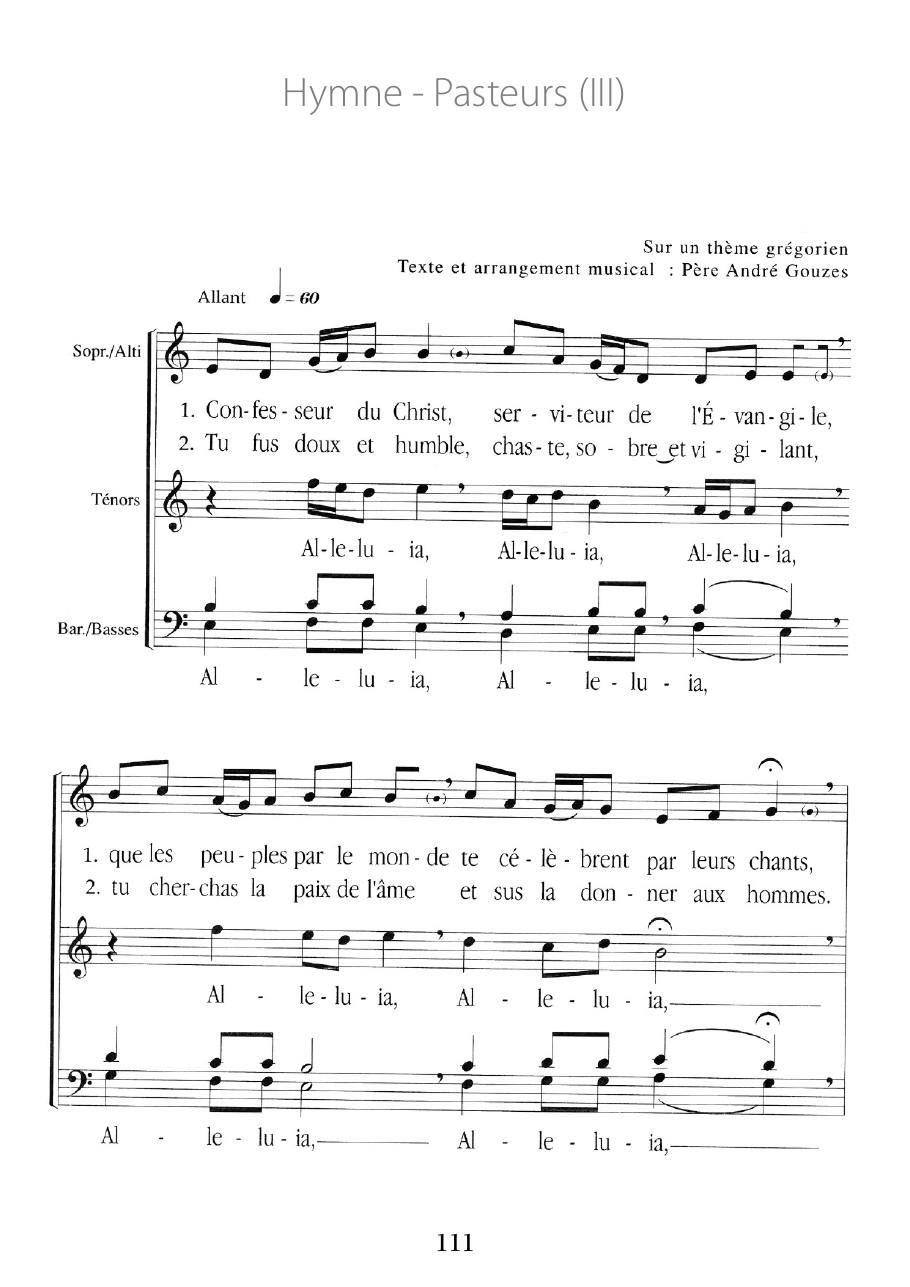 Hymne - Pasteurs (III)
Sur un thème grégorien
Texte et arrangement musical : Père André Gouzes
Allant = 60
Sopr./Alti
1. Con-fes-seur du Christ, ser - vi-teur de l'É-van-gi-le,
2. Tu fus doux et humble, chas-te, so - bre et vi - gi - lant,
Ténors
Al-le-lu - ia, Al-le-lu-ia, Al-le-lu-ia,
Bar./Basses
Al - le - lu - ia, Al - le - lu - ia,
1. que les peu-ples par le mon-de te cé-lè-brent par leurs chants,
2. tu cher-chas la paix de l'âme et sus la don - ner aux hommes.
Al - le-lu-ia, Al - le - lu - ia,
Al - le-lu-ia, Al - le - lu - ia,
111